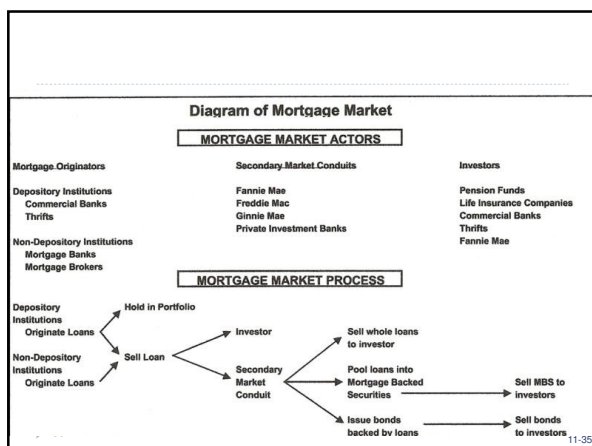 Diagram of Mortgage Market
MORTGAGE MARKET ACTORS
Mortgage Originators
Secondary Market Conduits
Investors
Depository Institutions
Commercial Banks
Thrifts
Non-Depository Institutions
Mortgage Banks
Mortgage Brokers
Fannie Mae
Freddie Mac
Ginnie Mae
Private Investment Banks
Pension Funds
Life Insurance Companies
Commercial Banks
Thrifts
Fannie Mae
MORTGAGE MARKET PROCESS
Depository
Institutions
Originate Loans
Non-Depository
Institutions
Originate Loans
Hold in Portfolio
Sell Loan
Investor
Secondary
Market
Conduit
Sell whole loans
to investor
Pool loans into
Mortgage Backed
Securities
Issue bonds
backed by loans
Sell MBS to
investors
Sell bonds
to investors
11-35